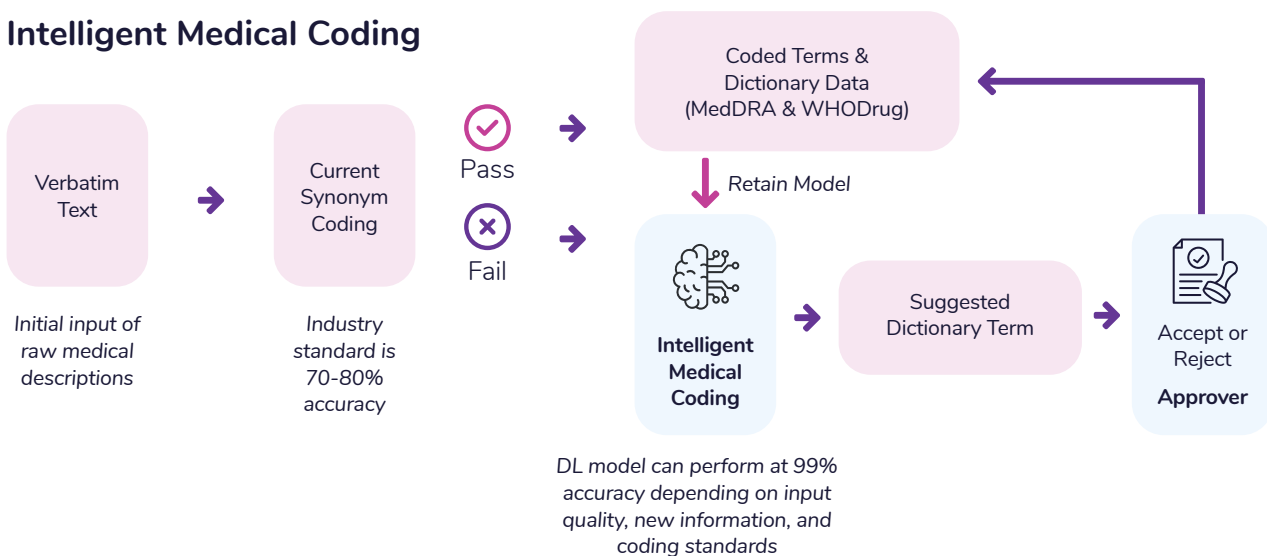 Intelligent Medical Coding
Verbatim
Text
Initial input of
raw medical
descriptions
Current
Synonym
Coding
Industry
standard is
70-80%
accuracy
Pass
Fail
Coded Terms &
Dictionary Data
(MedDRA & WHODrug)
Retain Model
Intelligent
Medical
Coding
DL model can perform at 99%
accuracy depending on input
quality, new information, and
coding standards
Suggested
Dictionary Term
Accept or
Reject
Approver